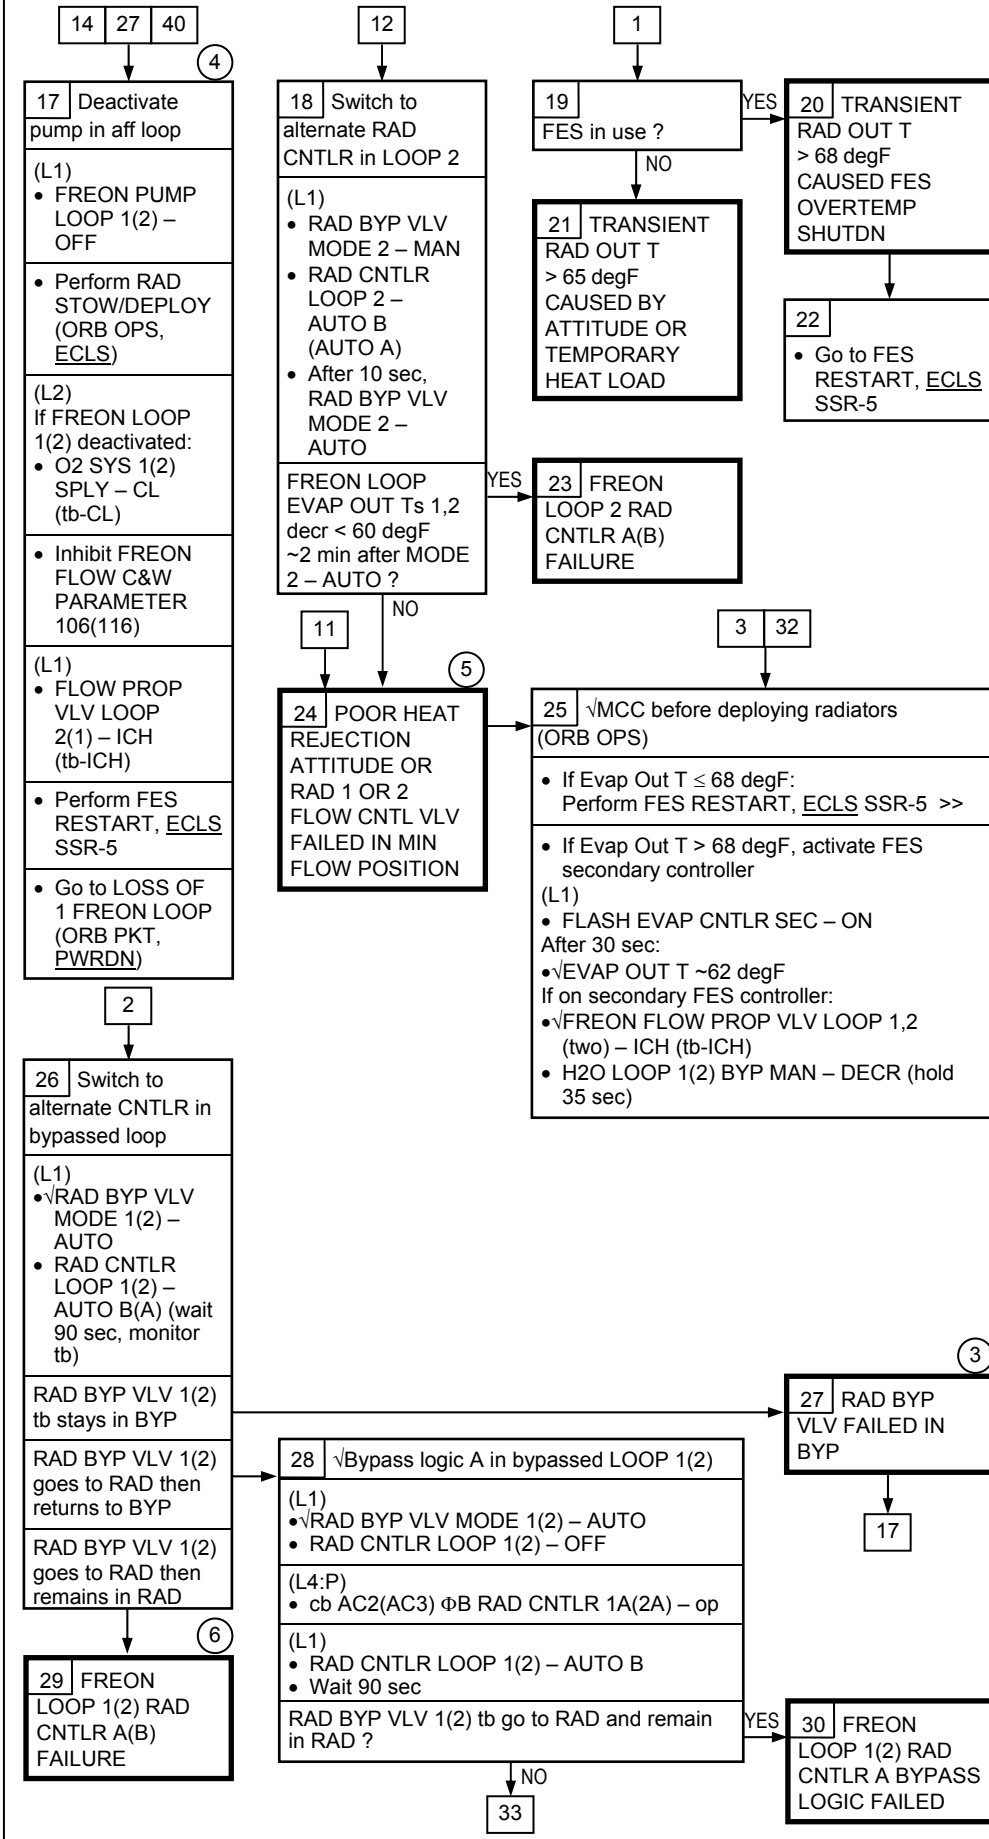 14 27 40
4
17 Deactivate
pump in aff loop
(L1)
• FREON PUMP
LOOP 1(2) –
OFF
• Perform RAD
STOW/DEPLOY
(ORB OPS,
ECLS)
(L2)
If FREON LOOP
1(2) deactivated:
• O2 SYS 1(2)
SPLY – CL
(tb-CL)
• Inhibit FREON
FLOW C&W
PARAMETER
106(116)
(L1)
• FLOW PROP
VLV LOOP
2(1) – ICH
(tb-ICH)
• Perform FES
RESTART, ECLS
SSR-5
• Go to LOSS OF
1 FREON LOOP
(ORB PKT,
PWRDN)
12
18 Switch to
alternate RAD
CNTLR in LOOP 2
(L1)
• RAD BYP VLV
MODE 2 – MAN
• RAD CNTLR
LOOP 2 –
AUTO B
(AUTO A)
• After 10 sec,
RAD BYP VLV
MODE 2 –
AUTO
FREON LOOP
EVAP OUT Ts 1,2
decr < 60 degF
~2 min after MODE
2 – AUTO ?
YES
NO
1
19
FES in use ?
YES
NO
20 TRANSIENT
RAD OUT T
> 68 degF
CAUSED FES
OVERTEMP
SHUTDN
21 TRANSIENT
RAD OUT T
> 65 degF
CAUSED BY
ATTITUDE OR
TEMPORARY
HEAT LOAD
22
• Go to FES
RESTART, ECLS
SSR-5
23 FREON
LOOP 2 RAD
CNTLR A(B)
FAILURE
11
5
24 POOR HEAT
REJECTION
ATTITUDE OR
RAD 1 OR 2
FLOW CNTL VLV
FAILED IN MIN
FLOW POSITION
3 32
25 √MCC before deploying radiators
(ORB OPS)
• If Evap Out T ≤ 68 degF:
Perform FES RESTART, ECLS SSR-5 >>
• If Evap Out T > 68 degF, activate FES
secondary controller
(L1)
• FLASH EVAP CNTLR SEC – ON
After 30 sec:
•√EVAP OUT T ~62 degF
If on secondary FES controller:
•√FREON FLOW PROP VLV LOOP 1,2
(two) – ICH (tb-ICH)
• H2O LOOP 1(2) BYP MAN – DECR (hold
35 sec)
2
26 Switch to
alternate CNTLR in
bypassed loop
(L1)
•√RAD BYP VLV
MODE 1(2) –
AUTO
• RAD CNTLR
LOOP 1(2) –
AUTO B(A) (wait
90 sec, monitor
tb)
RAD BYP VLV 1(2)
tb stays in BYP
RAD BYP VLV 1(2)
goes to RAD then
returns to BYP
RAD BYP VLV 1(2)
goes to RAD then
remains in RAD
3
27 RAD BYP
VLV FAILED IN
BYP
17
28 √Bypass logic A in bypassed LOOP 1(2)
(L1)
•√RAD BYP VLV MODE 1(2) – AUTO
• RAD CNTLR LOOP 1(2) – OFF
(L4:P)
• cb AC2(AC3) ΦB RAD CNTLR 1A(2A) – op
(L1)
• RAD CNTLR LOOP 1(2) – AUTO B
• Wait 90 sec
RAD BYP VLV 1(2) tb go to RAD and remain
in RAD ?
YES
NO
33
6
29 FREON
LOOP 1(2) RAD
CNTLR A(B)
FAILURE
30 FREON
LOOP 1(2) RAD
CNTLR A BYPASS
LOGIC FAILED